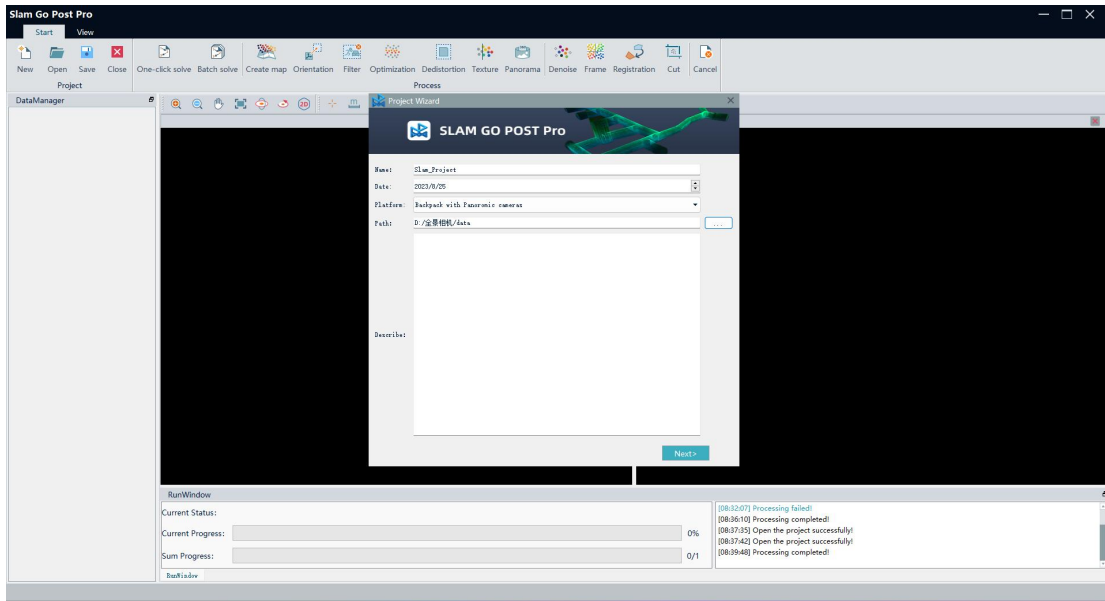 Slam Go Post Pro
Start View
New Open Save Close One-click solve Batch solve Create map Orientation Filter Optimization Dedistortion Texture Panorama Denoise Frame Registration Cut Cancel
Project Process
DataManager
2D
m
Project Wizard
SLAM GO POST Pro
Name: Slam_Project
Date: 2023/8/25
Platform: Backpack with Panoramic cameras
Path: D:/全景相机/data ...
Describe:
Next>
RunWindow
Current Status:
Current Progress: 0%
Sum Progress: 0/1
[08:32:07] Processing failed!
[08:36:10] Processing completed!
[08:37:35] Open the project successfully!
[08:37:42] Open the project successfully!
[08:39:48] Processing completed!
RunWindow